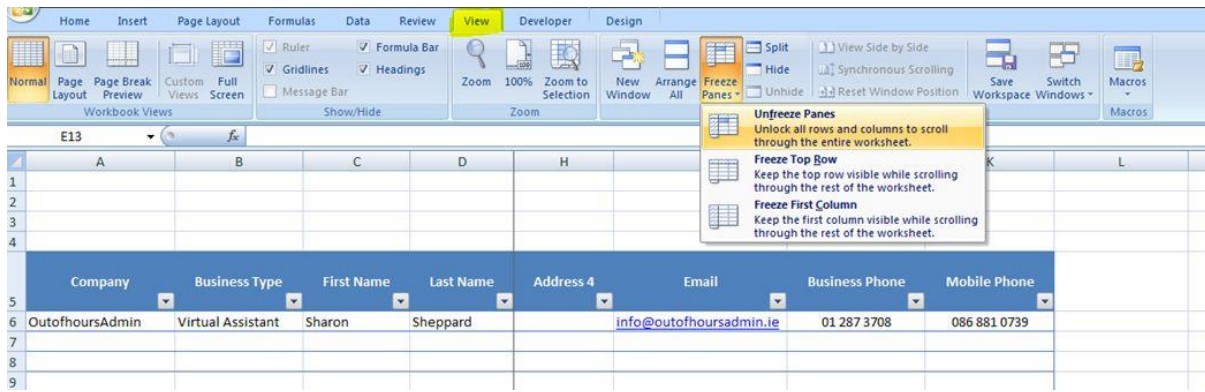 Home Insert Page Layout Formulas Data Review View Developer Design
Normal Page Layout Page Break Preview Custom Views Full Screen
Workbook Views
Ruler Formula Bar
Gridlines Headings
Message Bar
Show/Hide
Zoom 100% Zoom to Selection
Zoom
New Window Arrange All Freeze Panes
Split
Hide
Unhide
View Side by Side
Synchronous Scrolling
Reset Window Position
Save Workspace Switch Windows
Macros
Macros
Unfreeze Panes
Unlock all rows and columns to scroll
through the entire worksheet.
Freeze Top Row
Keep the top row visible while scrolling
through the rest of the worksheet.
Freeze First Column
Keep the first column visible while scrolling
through the rest of the worksheet.
E13 fx
A B C D H K L
1
2
3
4
5 Company Business Type First Name Last Name Address 4 Email Business Phone Mobile Phone
6 OutofhoursAdmin Virtual Assistant Sharon Sheppard info@outofhoursadmin.ie 01 287 3708 086 881 0739
7
8
9